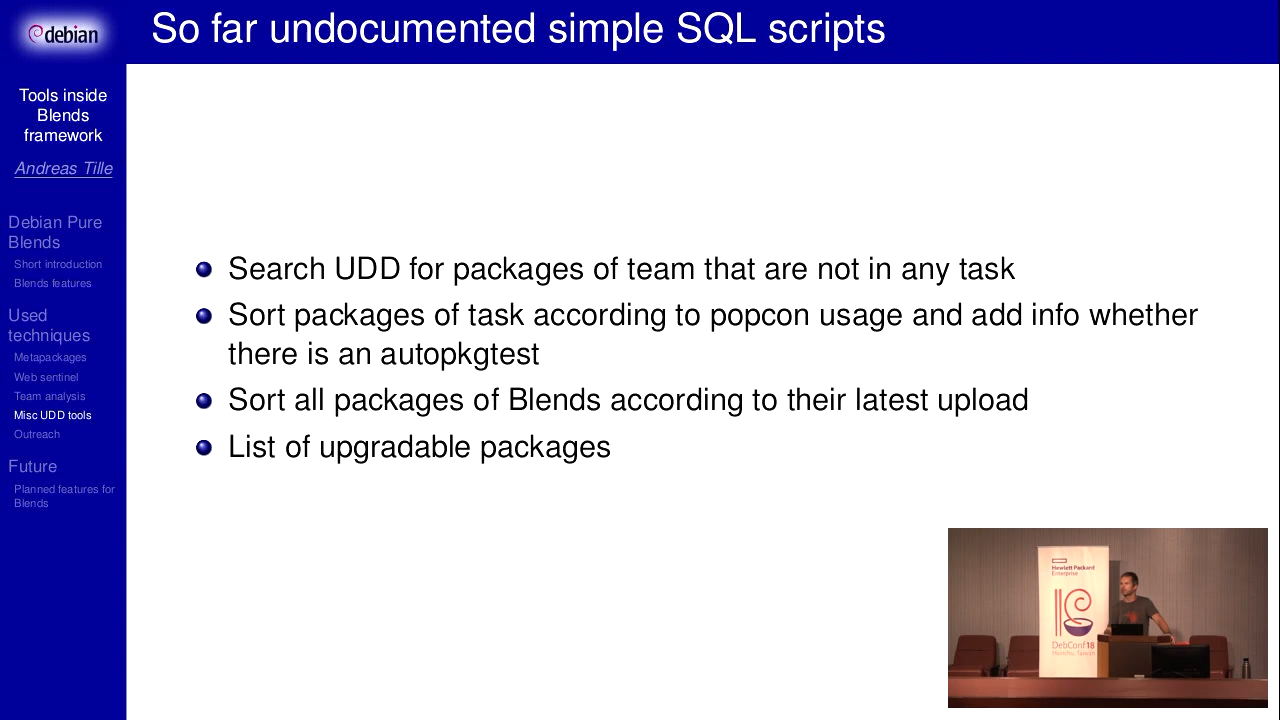 So far undocumented simple SQL scripts
debian
Tools inside
Blends
framework
Andreas Tille
Debian Pure
Blends
Short introduction
Blends features
Used
techniques
Metapackages
Web sentinel
Team analysis
Misc UDD tools
Outreach
Future
Planned features for
Blends
Search UDD for packages of team that are not in any task
Sort packages of task according to popcon usage and add info whether
there is an autopkgtest
Sort all packages of Blends according to their latest upload
List of upgradable packages
Hewlett Packard
Enterprise
DebConf18
Hsinchu, Taiwan